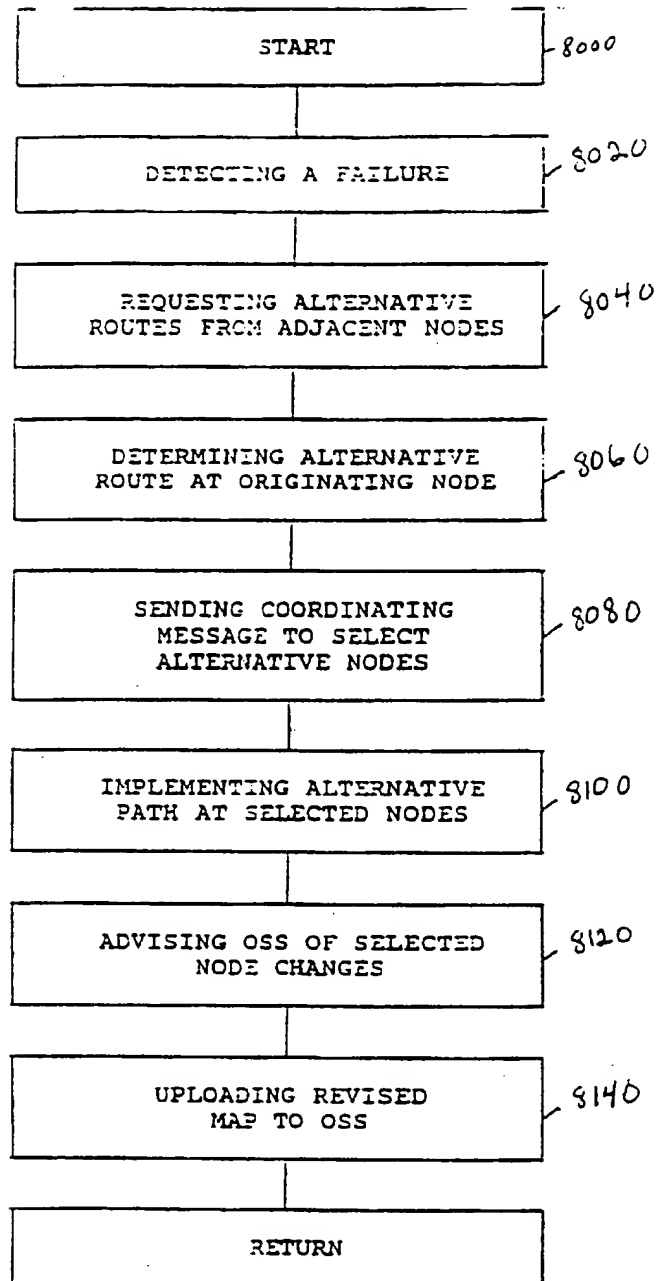 START
8000
DETECTING A FAILURE
8020
REQUESTING ALTERNATIVE
ROUTES FROM ADJACENT NODES
8040
DETERMINING ALTERNATIVE
ROUTE AT ORIGINATING NODE
8060
SENDING COORDINATING
MESSAGE TO SELECT
ALTERNATIVE NODES
8080
IMPLEMENTING ALTERNATIVE
PATH AT SELECTED NODES
8100
ADVISING OSS OF SELECTED
NODE CHANGES
8120
UPLOADING REVISED
MAP TO OSS
8140
RETURN